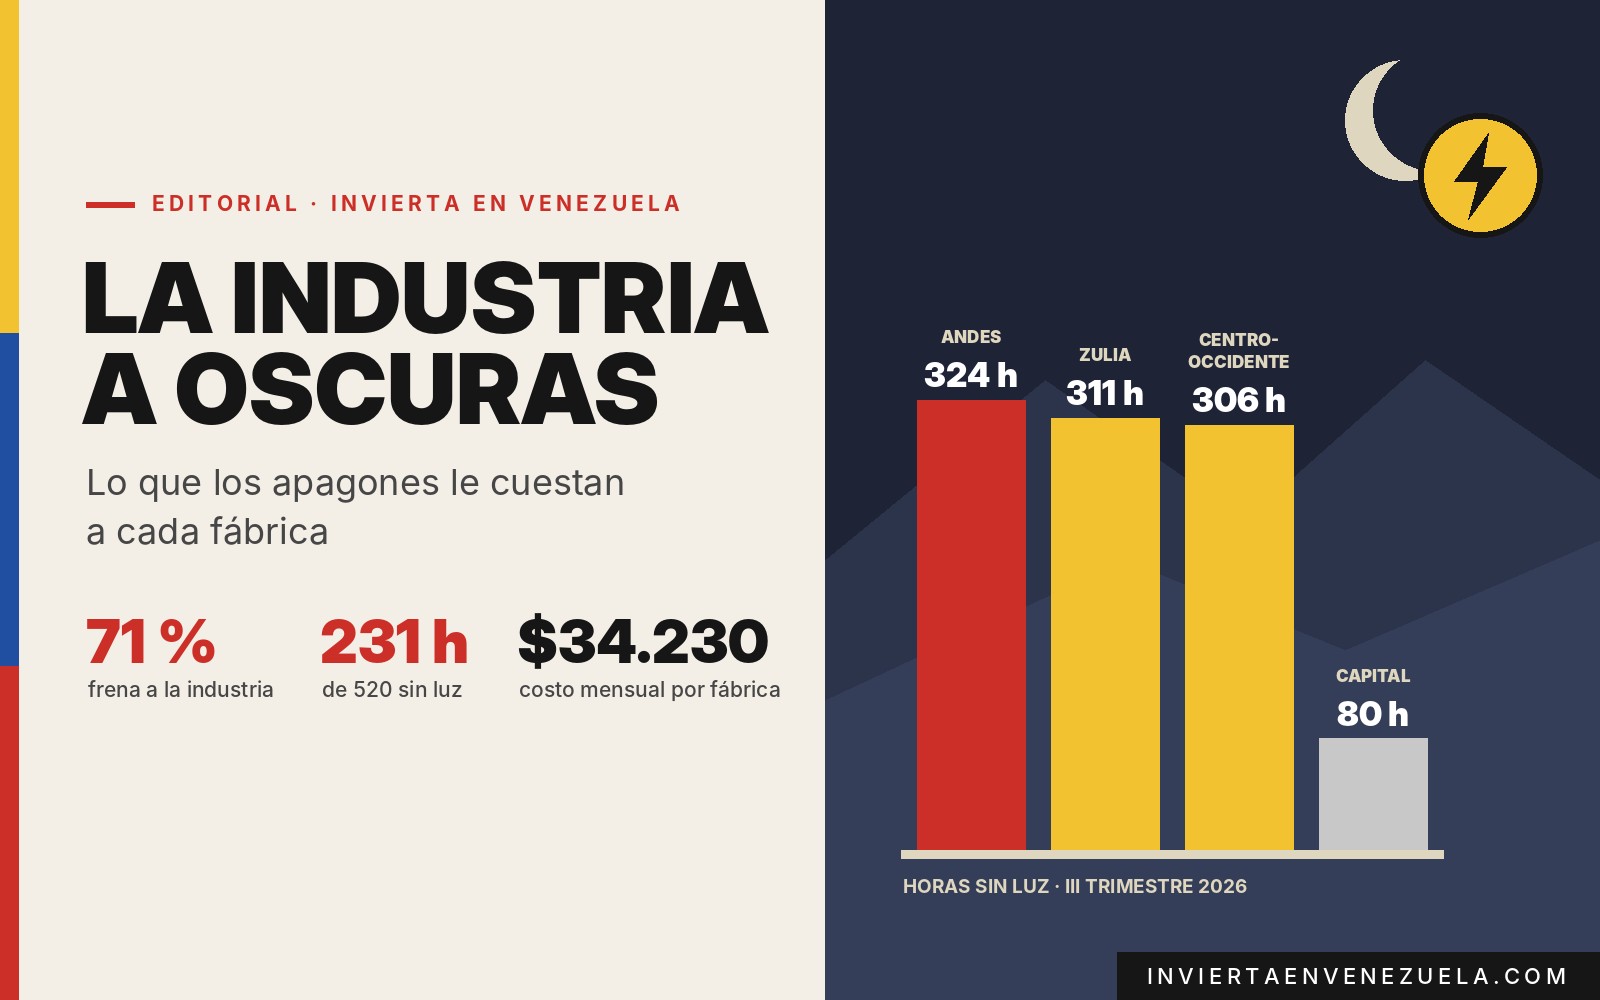 EDITORIAL · INVIERTA EN VENEZUELA
LA INDUSTRIA
A OSCURAS
Lo que los apagones le cuestan
a cada fábrica
71 %
frena a la industria
231 h
de 520 sin luz
$34.230
costo mensual por fábrica
ANDES
324 h
ZULIA
311 h
CENTRO-
OCCIDENTE
306 h
CAPITAL
80 h
HORAS SIN LUZ · III TRIMESTRE 2026
INVIERTAENVENEZUELA.COM